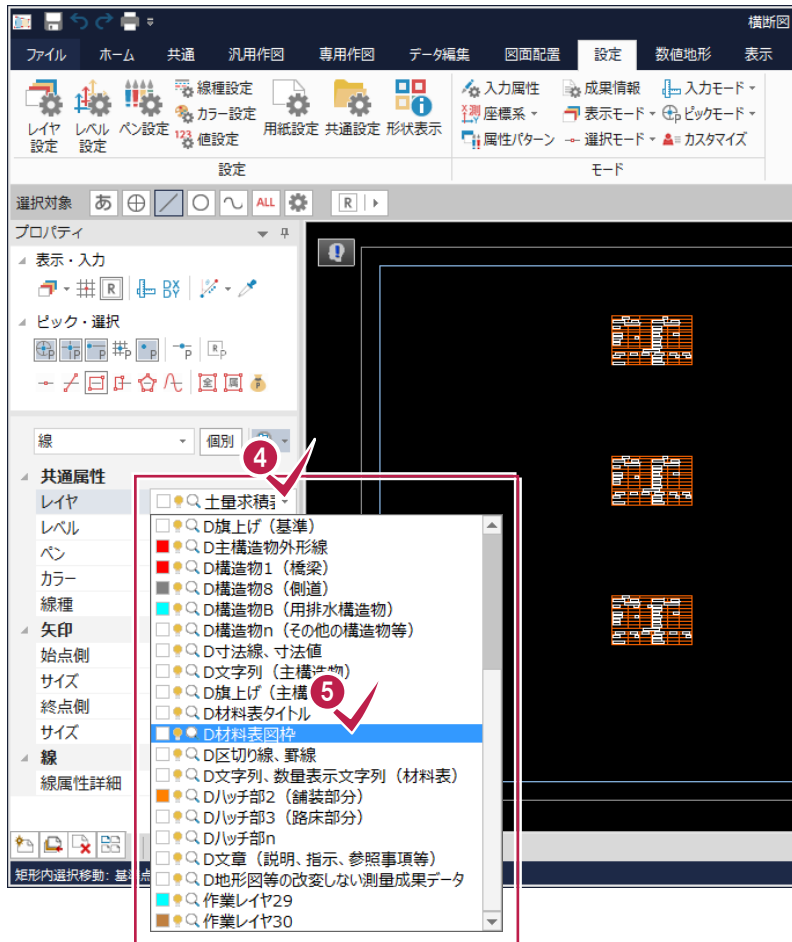 横断図
ファイル ホーム 共通 汎用作図 専用作図 データ編集 図面配置 設定 数値地形 表示
レイヤ設定 レベル設定 ペン設定 線種設定 カラー設定 123 値設定 用紙設定 共通設定 形状表示
設定
入力属性 成果情報 入力モード
座標系 表示モード ピックモード
属性パターン 選択モード カスタマイズ
モード
選択対象 あ ALL R
プロパティ
表示・入力
R DX DY
ピック・選択
P P P P P P R P
全 属 P
線 個別
4
共通属性
レイヤ 土量求積
レベル
ペン
カラー
線種
矢印
始点側
サイズ
終点側
サイズ
線
線属性詳細
D旗上げ（基準）
D主構造物外形線
D構造物1（橋梁）
D構造物8（側道）
D構造物B（用排水構造物）
D構造物n（その他の構造物等）
D寸法線、寸法値
D文字列（主構造物）
D旗上げ（主構
5
D材料表タイトル
D材料表図枠
D区切り線、罫線
D文字列、数量表示文字列（材料表）
Dハッチ部2（舗装部分）
Dハッチ部3（路床部分）
Dハッチ部n
D文章（説明、指示、参照事項等）
D地形図等の改変しない測量成果データ
作業レイヤ29
作業レイヤ30
矩形内選択移動: 基準点